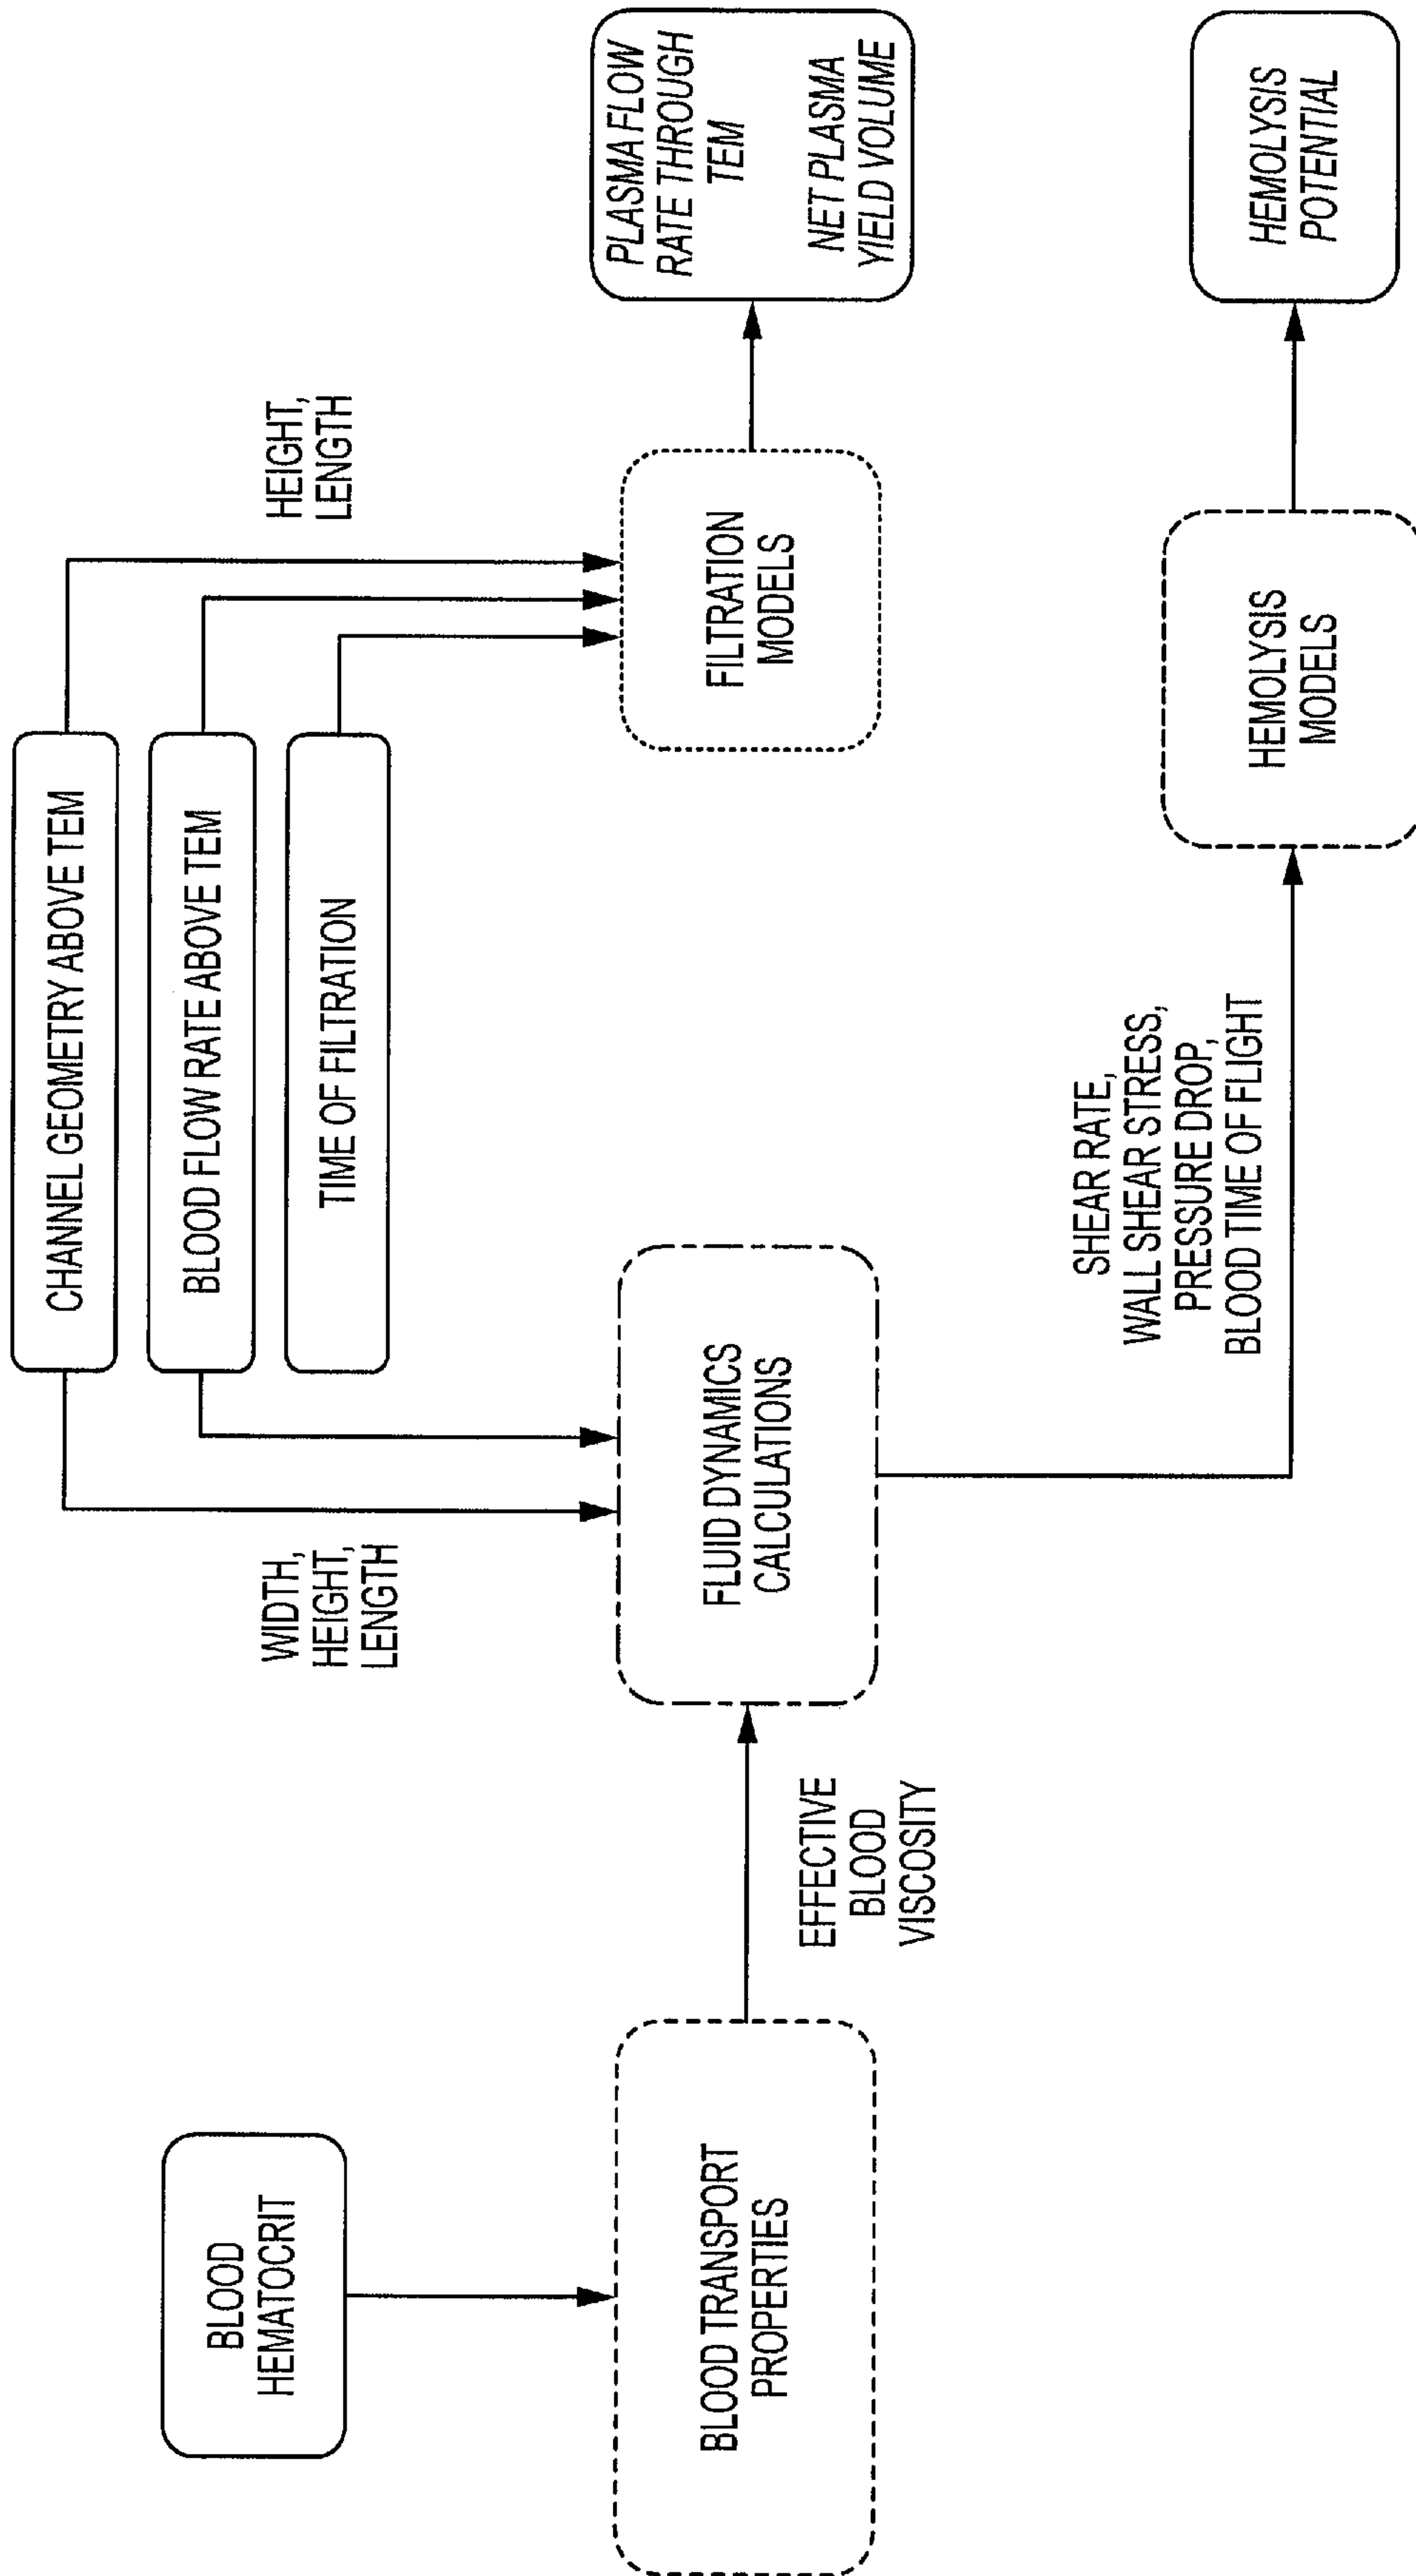 CHANNEL GEOMETRY ABOVE TEM
BLOOD FLOW RATE ABOVE TEM
TIME OF FILTRATION
BLOOD
HEMATOCRIT
WIDTH,
HEIGHT,
LENGTH
HEIGHT,
LENGTH
BLOOD TRANSPORT
PROPERTIES
EFFECTIVE
BLOOD
VISCOSITY
FLUID DYNAMICS
CALCULATIONS
FILTRATION
MODELS
PLASMA FLOW
RATE THROUGH
TEM
NET PLASMA
YIELD VOLUME
SHEAR RATE,
WALL SHEAR STRESS,
PRESSURE DROP,
BLOOD TIME OF FLIGHT
HEMOLYSIS
MODELS
HEMOLYSIS
POTENTIAL